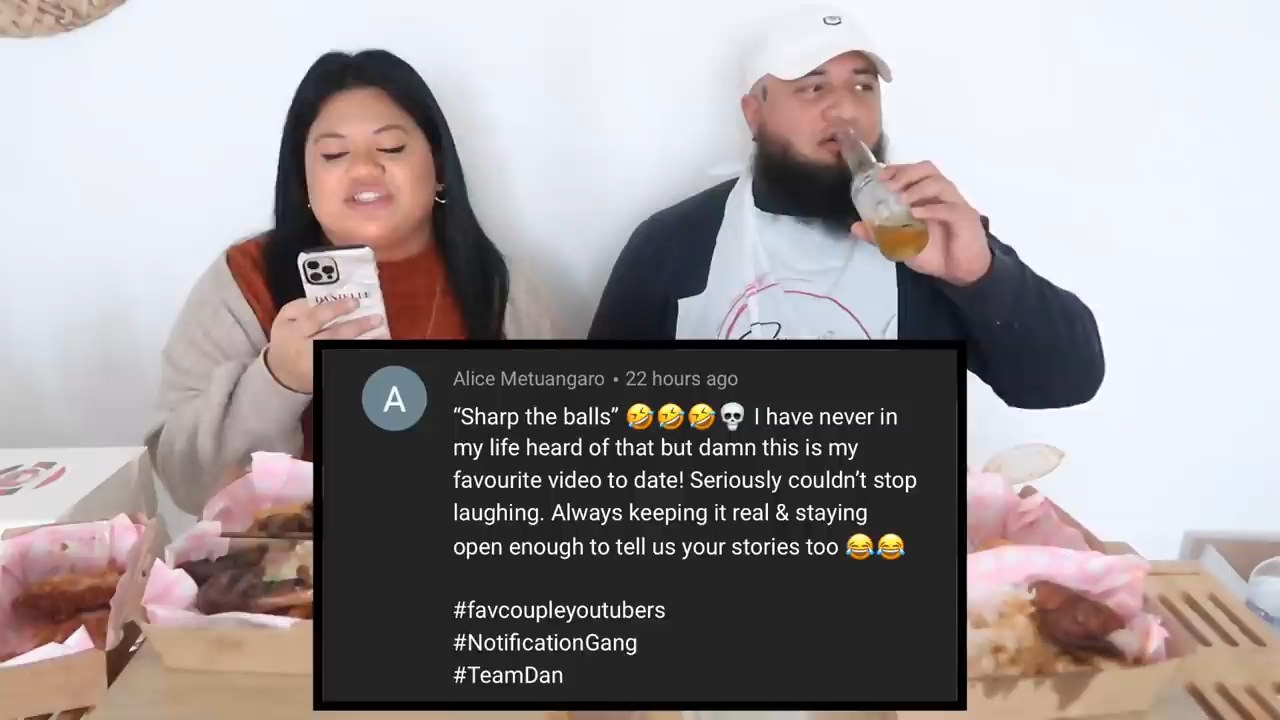 DANIELLE
A
Alice Metuangaro • 22 hours ago
“Sharp the balls” 🤣🤣🤣💀 I have never in
my life heard of that but damn this is my
favourite video to date! Seriously couldn’t stop
laughing. Always keeping it real & staying
open enough to tell us your stories too 😂😂
#favcoupleyoutubers
#NotificationGang
#TeamDan